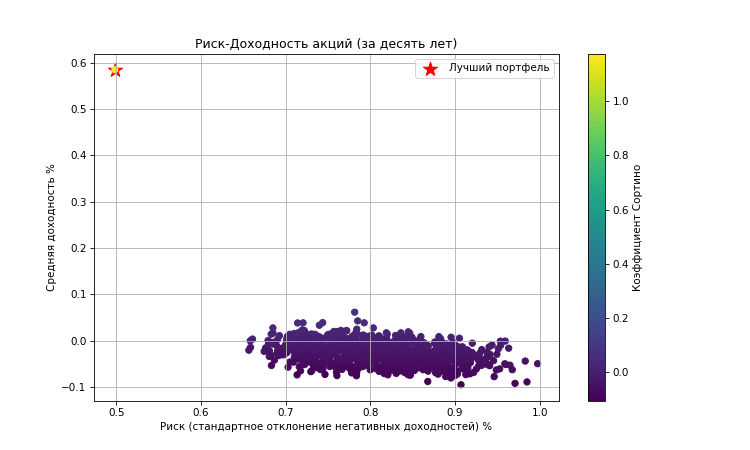 Риск-Доходность акций (за десять лет)
Лучший портфель
Средняя доходность %
0.6
0.5
0.4
0.3
0.2
0.1
0.0
−0.1
0.5 0.6 0.7 0.8 0.9 1.0
Риск (стандартное отклонение негативных доходностей) %
1.0
0.8
0.6
0.4
0.2
0.0
Коэффициент Сортино